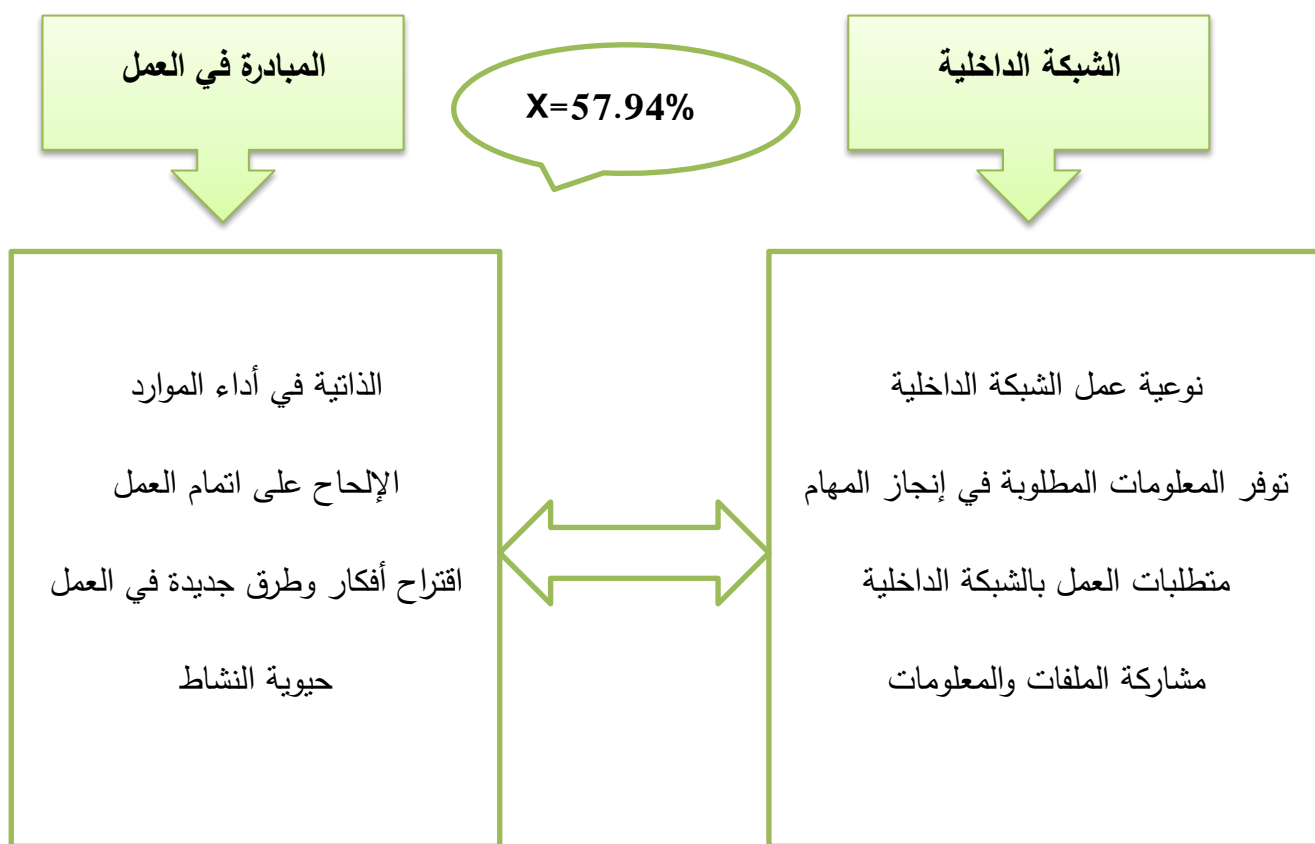 الشبكة الداخلية
X=57.94%
المبادرة في العمل
نوعية عمل الشبكة الداخلية
توفر المعلومات المطلوبة في إنجاز المهام
متطلبات العمل بالشبكة الداخلية
مشاركة الملفات والمعلومات
الذاتية في أداء الموارد
الإلحاح على اتمام العمل
اقتراح أفكار وطرق جديدة في العمل
حيوية النشاط